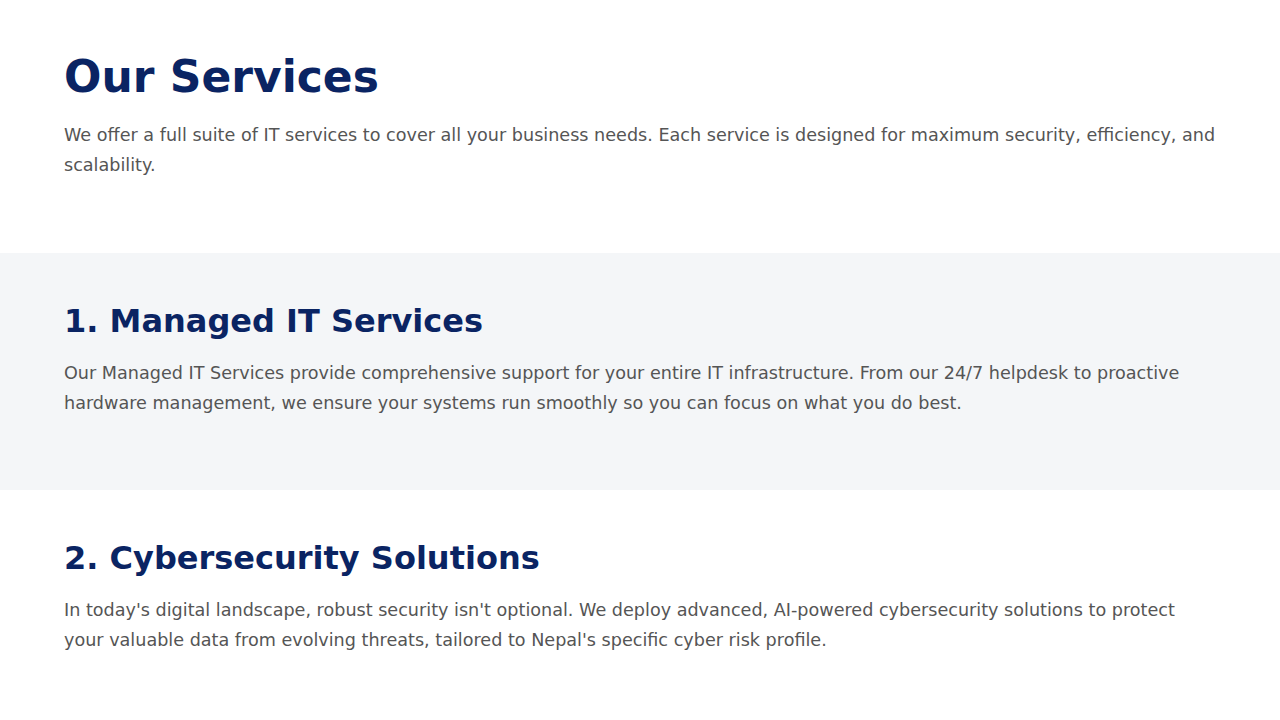 Our Services
We offer a full suite of IT services to cover all your business needs. Each service is designed for maximum security, efficiency, and
scalability.
1. Managed IT Services
Our Managed IT Services provide comprehensive support for your entire IT infrastructure. From our 24/7 helpdesk to proactive
hardware management, we ensure your systems run smoothly so you can focus on what you do best.
2. Cybersecurity Solutions
In today's digital landscape, robust security isn't optional. We deploy advanced, AI-powered cybersecurity solutions to protect
your valuable data from evolving threats, tailored to Nepal's specific cyber risk profile.